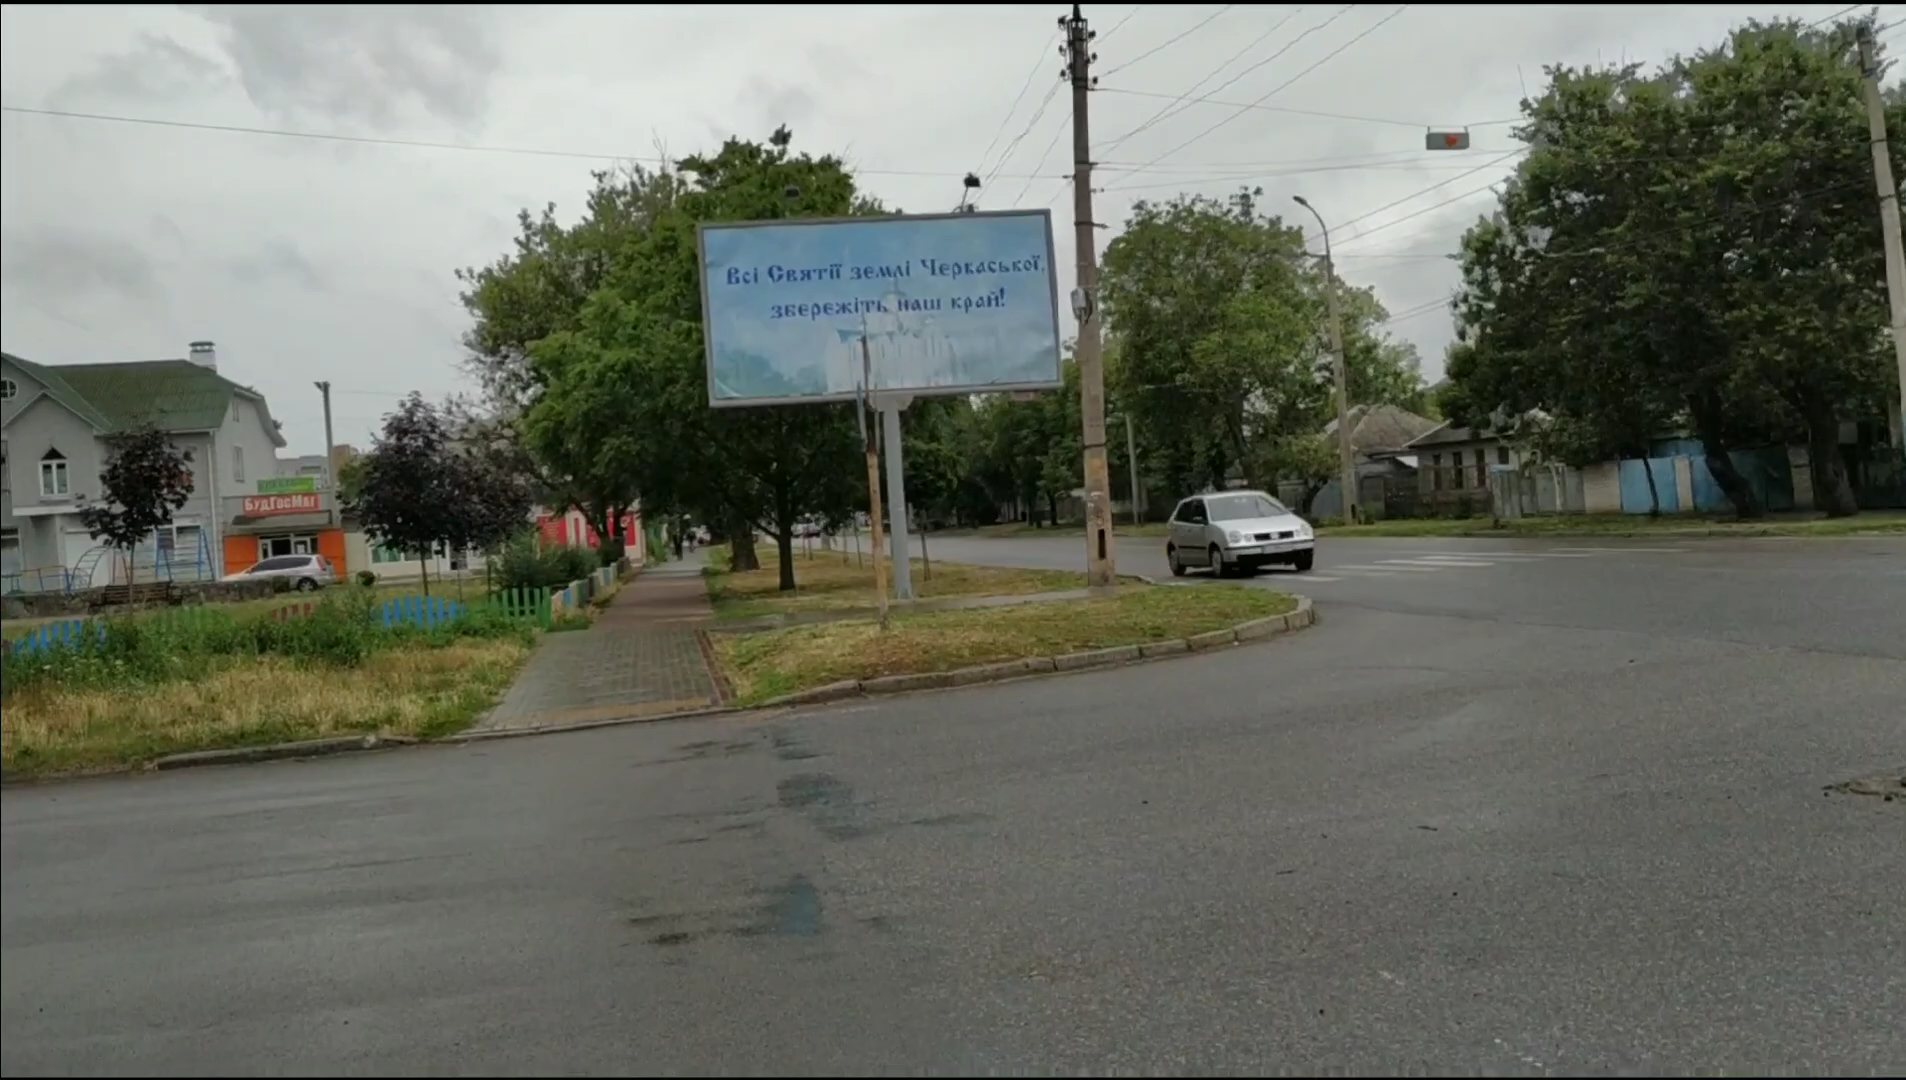 Всі Святії землі Черкаської,
збережіть наш край!
БудГосМаг